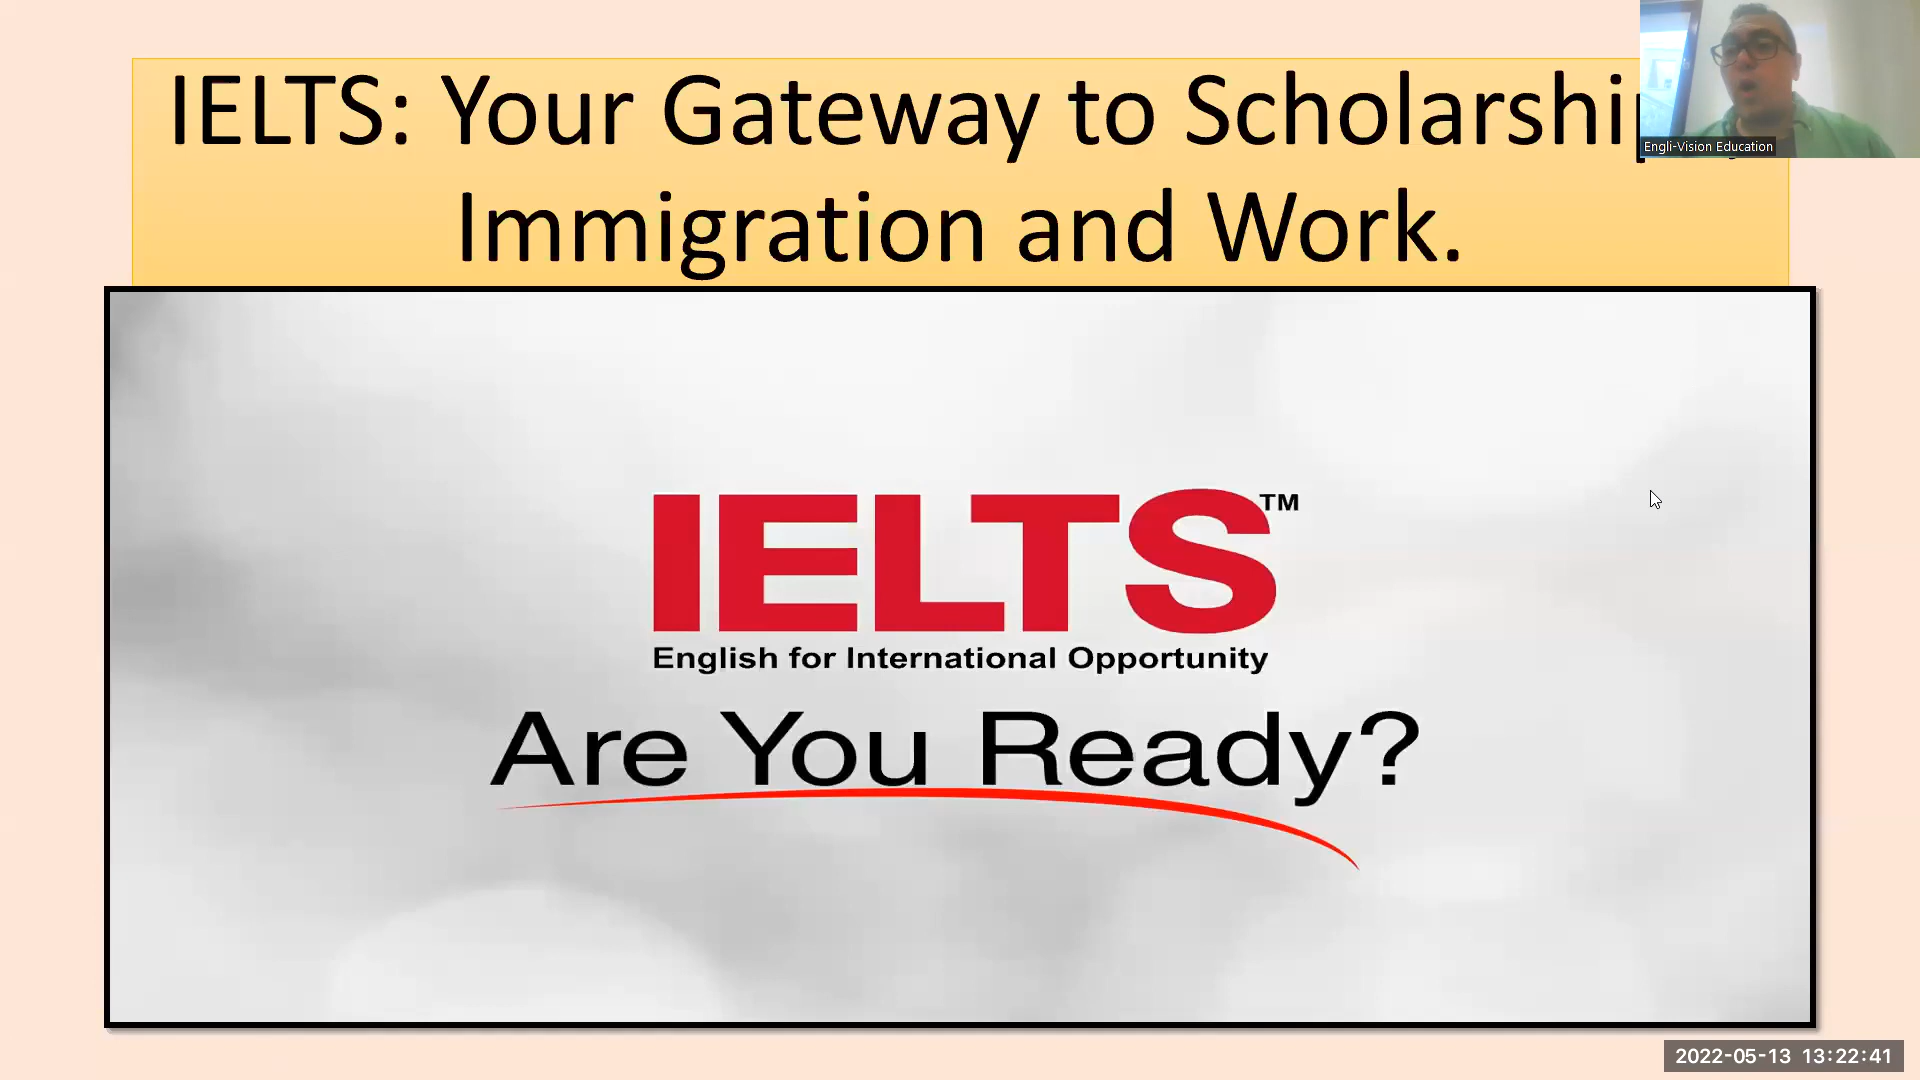 IELTS: Your Gateway to
Immigration and Work.
Engli-Vision Education
IELTS™
English for International Opportunity
Are You Ready?
2022-05-13 13:22:41